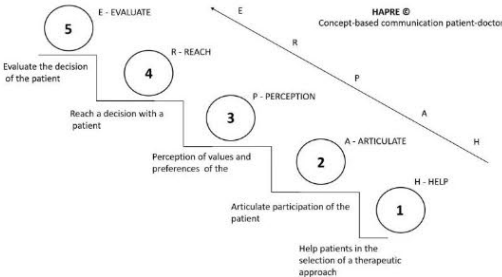 HAPRE ©
Concept-based communication patient-doctor
E
R
P
A
H
5
E - EVALUATE
Evaluate the decision
of the patient
4
R - REACH
Reach a decision with a
patient
3
P - PERCEPTION
Perception of values and
preferences of the
2
A - ARTICULATE
Articulate participation of the
patient
1
H - HELP
Help patients in the
selection of a therapeutic
approach